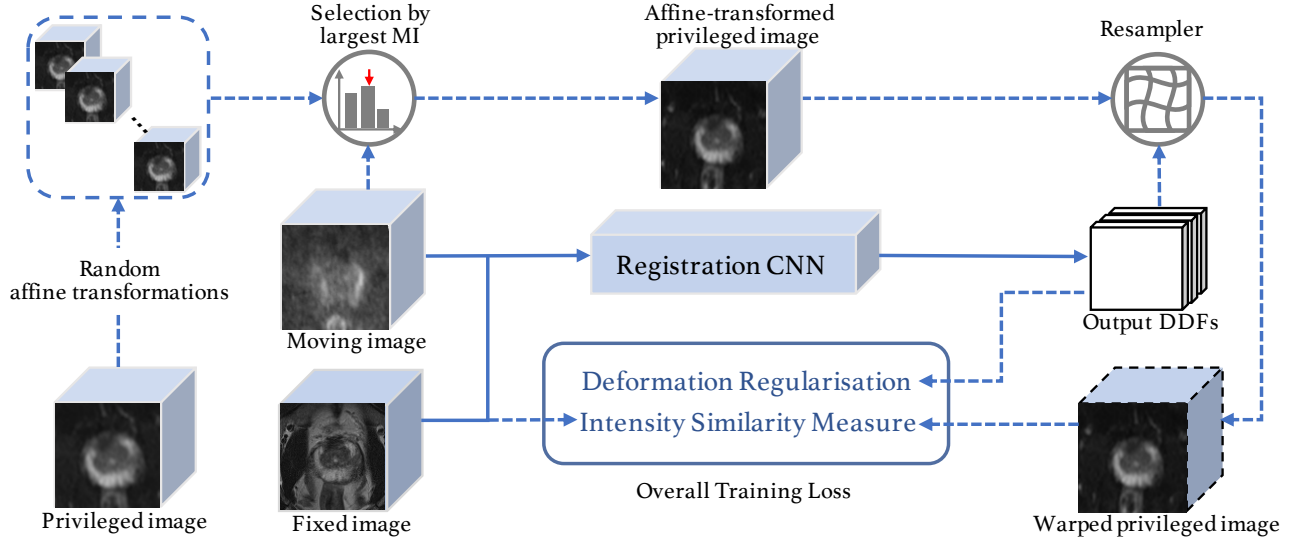 Selection by
largest MI
Affine-transformed
privileged image
Resampler
Random
affine transformations
Registration CNN
Moving image
Output DDFs
Deformation Regularisation
Intensity Similarity Measure
Overall Training Loss
Privileged image
Fixed image
Warped privileged image